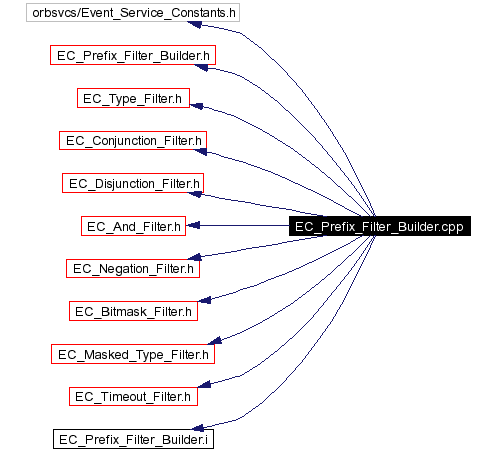 orbsvcs/Event_Service_Constants.h
EC_Prefix_Filter_Builder.h
EC_Type_Filter.h
EC_Conjunction_Filter.h
EC_Disjunction_Filter.h
EC_And_Filter.h
EC_Prefix_Filter_Builder.cpp
EC_Negation_Filter.h
EC_Bitmask_Filter.h
EC_Masked_Type_Filter.h
EC_Timeout_Filter.h
EC_Prefix_Filter_Builder.i